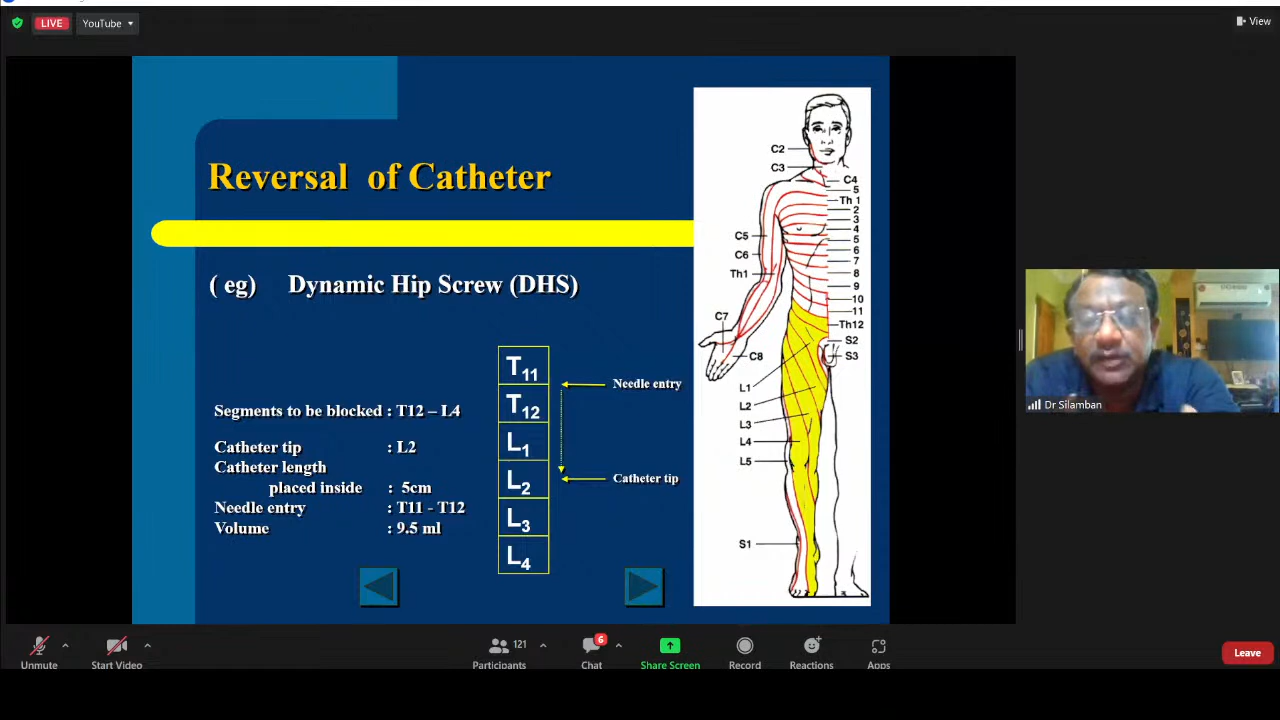 LIVE
YouTube
View
Reversal of Catheter
( eg) Dynamic Hip Screw (DHS)
Segments to be blocked : T12 – L4
Catheter tip : L2
Catheter length
placed inside : 5cm
Needle entry : T11 - T12
Volume : 9.5 ml
T11
T12
L1
L2
L3
L4
Needle entry
Catheter tip
C2
C3
C4
5
Th 1
2
3
4
5
6
7
8
9
10
11
Th12
S2
S3
C5
C6
Th1
C7
C8
L1
L2
L3
L4
L5
S1
Dr Silamban
Unmute
Start Video
121
Participants
6
Chat
Share Screen
Record
Reactions
Apps
Leave